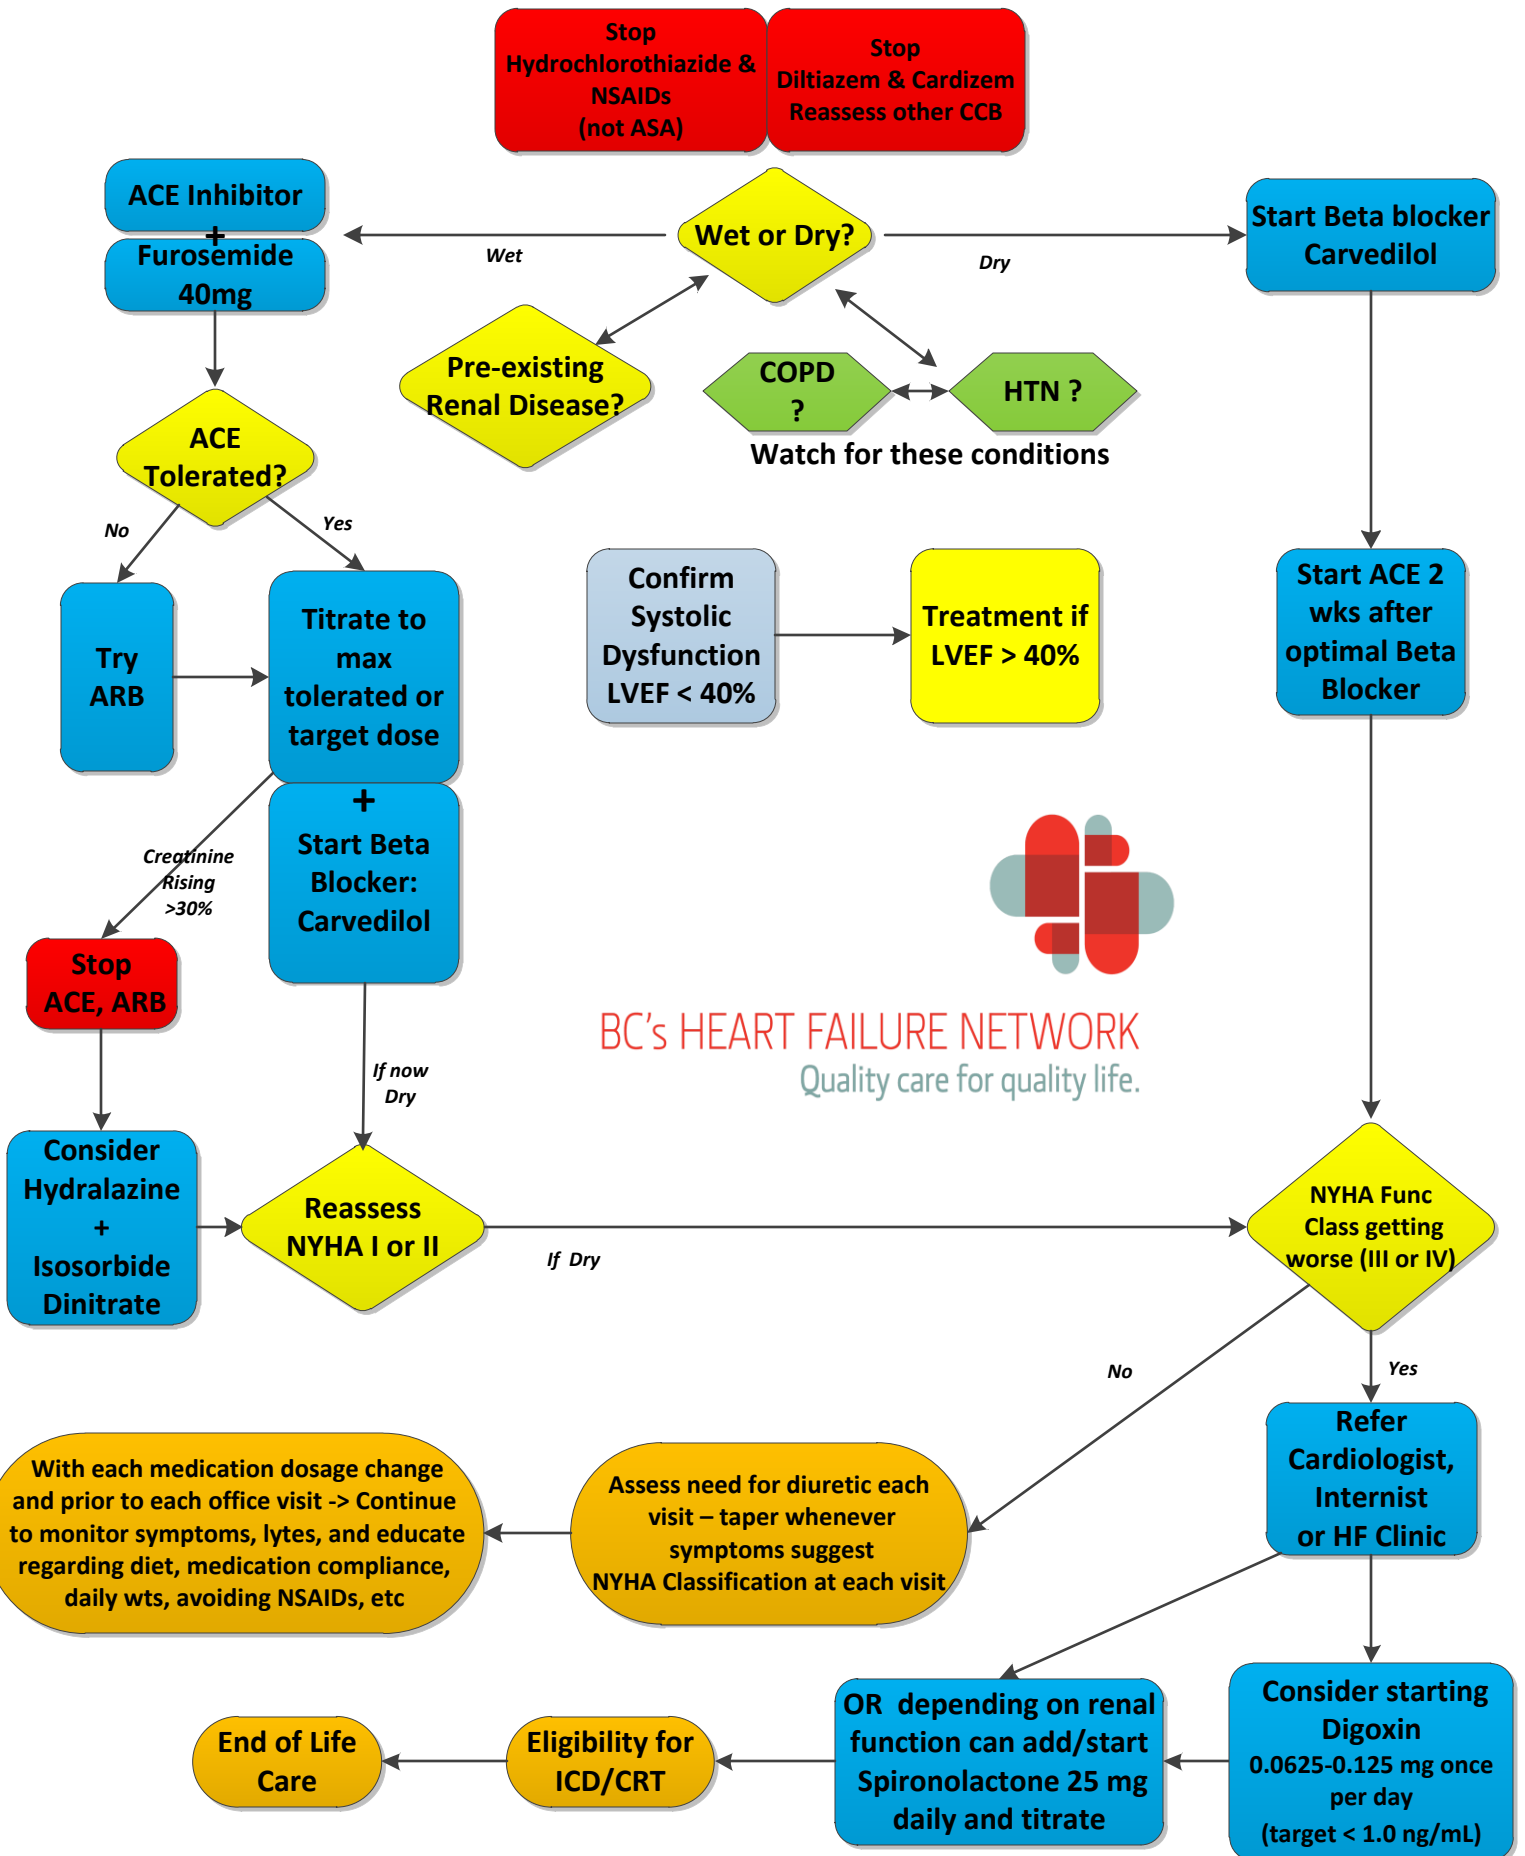 Stop
Hydrochlorothiazide &
NSAIDs
(not ASA)
Stop
Diltiazem & Cardizem
Reassess other CCB
ACE Inhibitor
+
Furosemide
40mg
Wet or Dry?
Wet
Dry
Start Beta blocker
Carvedilol
Pre-existing
Renal Disease?
COPD
?
HTN ?
Watch for these conditions
ACE
Tolerated?
No
Yes
Try
ARB
Titrate to
max
tolerated or
target dose
+
Start Beta
Blocker:
Carvedilol
Confirm
Systolic
Dysfunction
LVEF < 40%
Treatment if
LVEF > 40%
Start ACE 2
wks after
optimal Beta
Blocker
Creatinine
Rising
>30%
Stop
ACE, ARB
BC's HEART FAILURE NETWORK
Quality care for quality life.
If now
Dry
Consider
Hydralazine
+
Isosorbide
Dinitrate
Reassess
NYHA I or II
If Dry
NYHA Func
Class getting
worse (III or IV)
No
Yes
Refer
Cardiologist,
Internist
or HF Clinic
With each medication dosage change
and prior to each office visit -> Continue
to monitor symptoms, lytes, and educate
regarding diet, medication compliance,
daily wts, avoiding NSAIDs, etc
Assess need for diuretic each
visit – taper whenever
symptoms suggest
NYHA Classification at each visit
End of Life
Care
Eligibility for
ICD/CRT
OR depending on renal
function can add/start
Spironolactone 25 mg
daily and titrate
Consider starting
Digoxin
0.0625-0.125 mg once
per day
(target < 1.0 ng/mL)